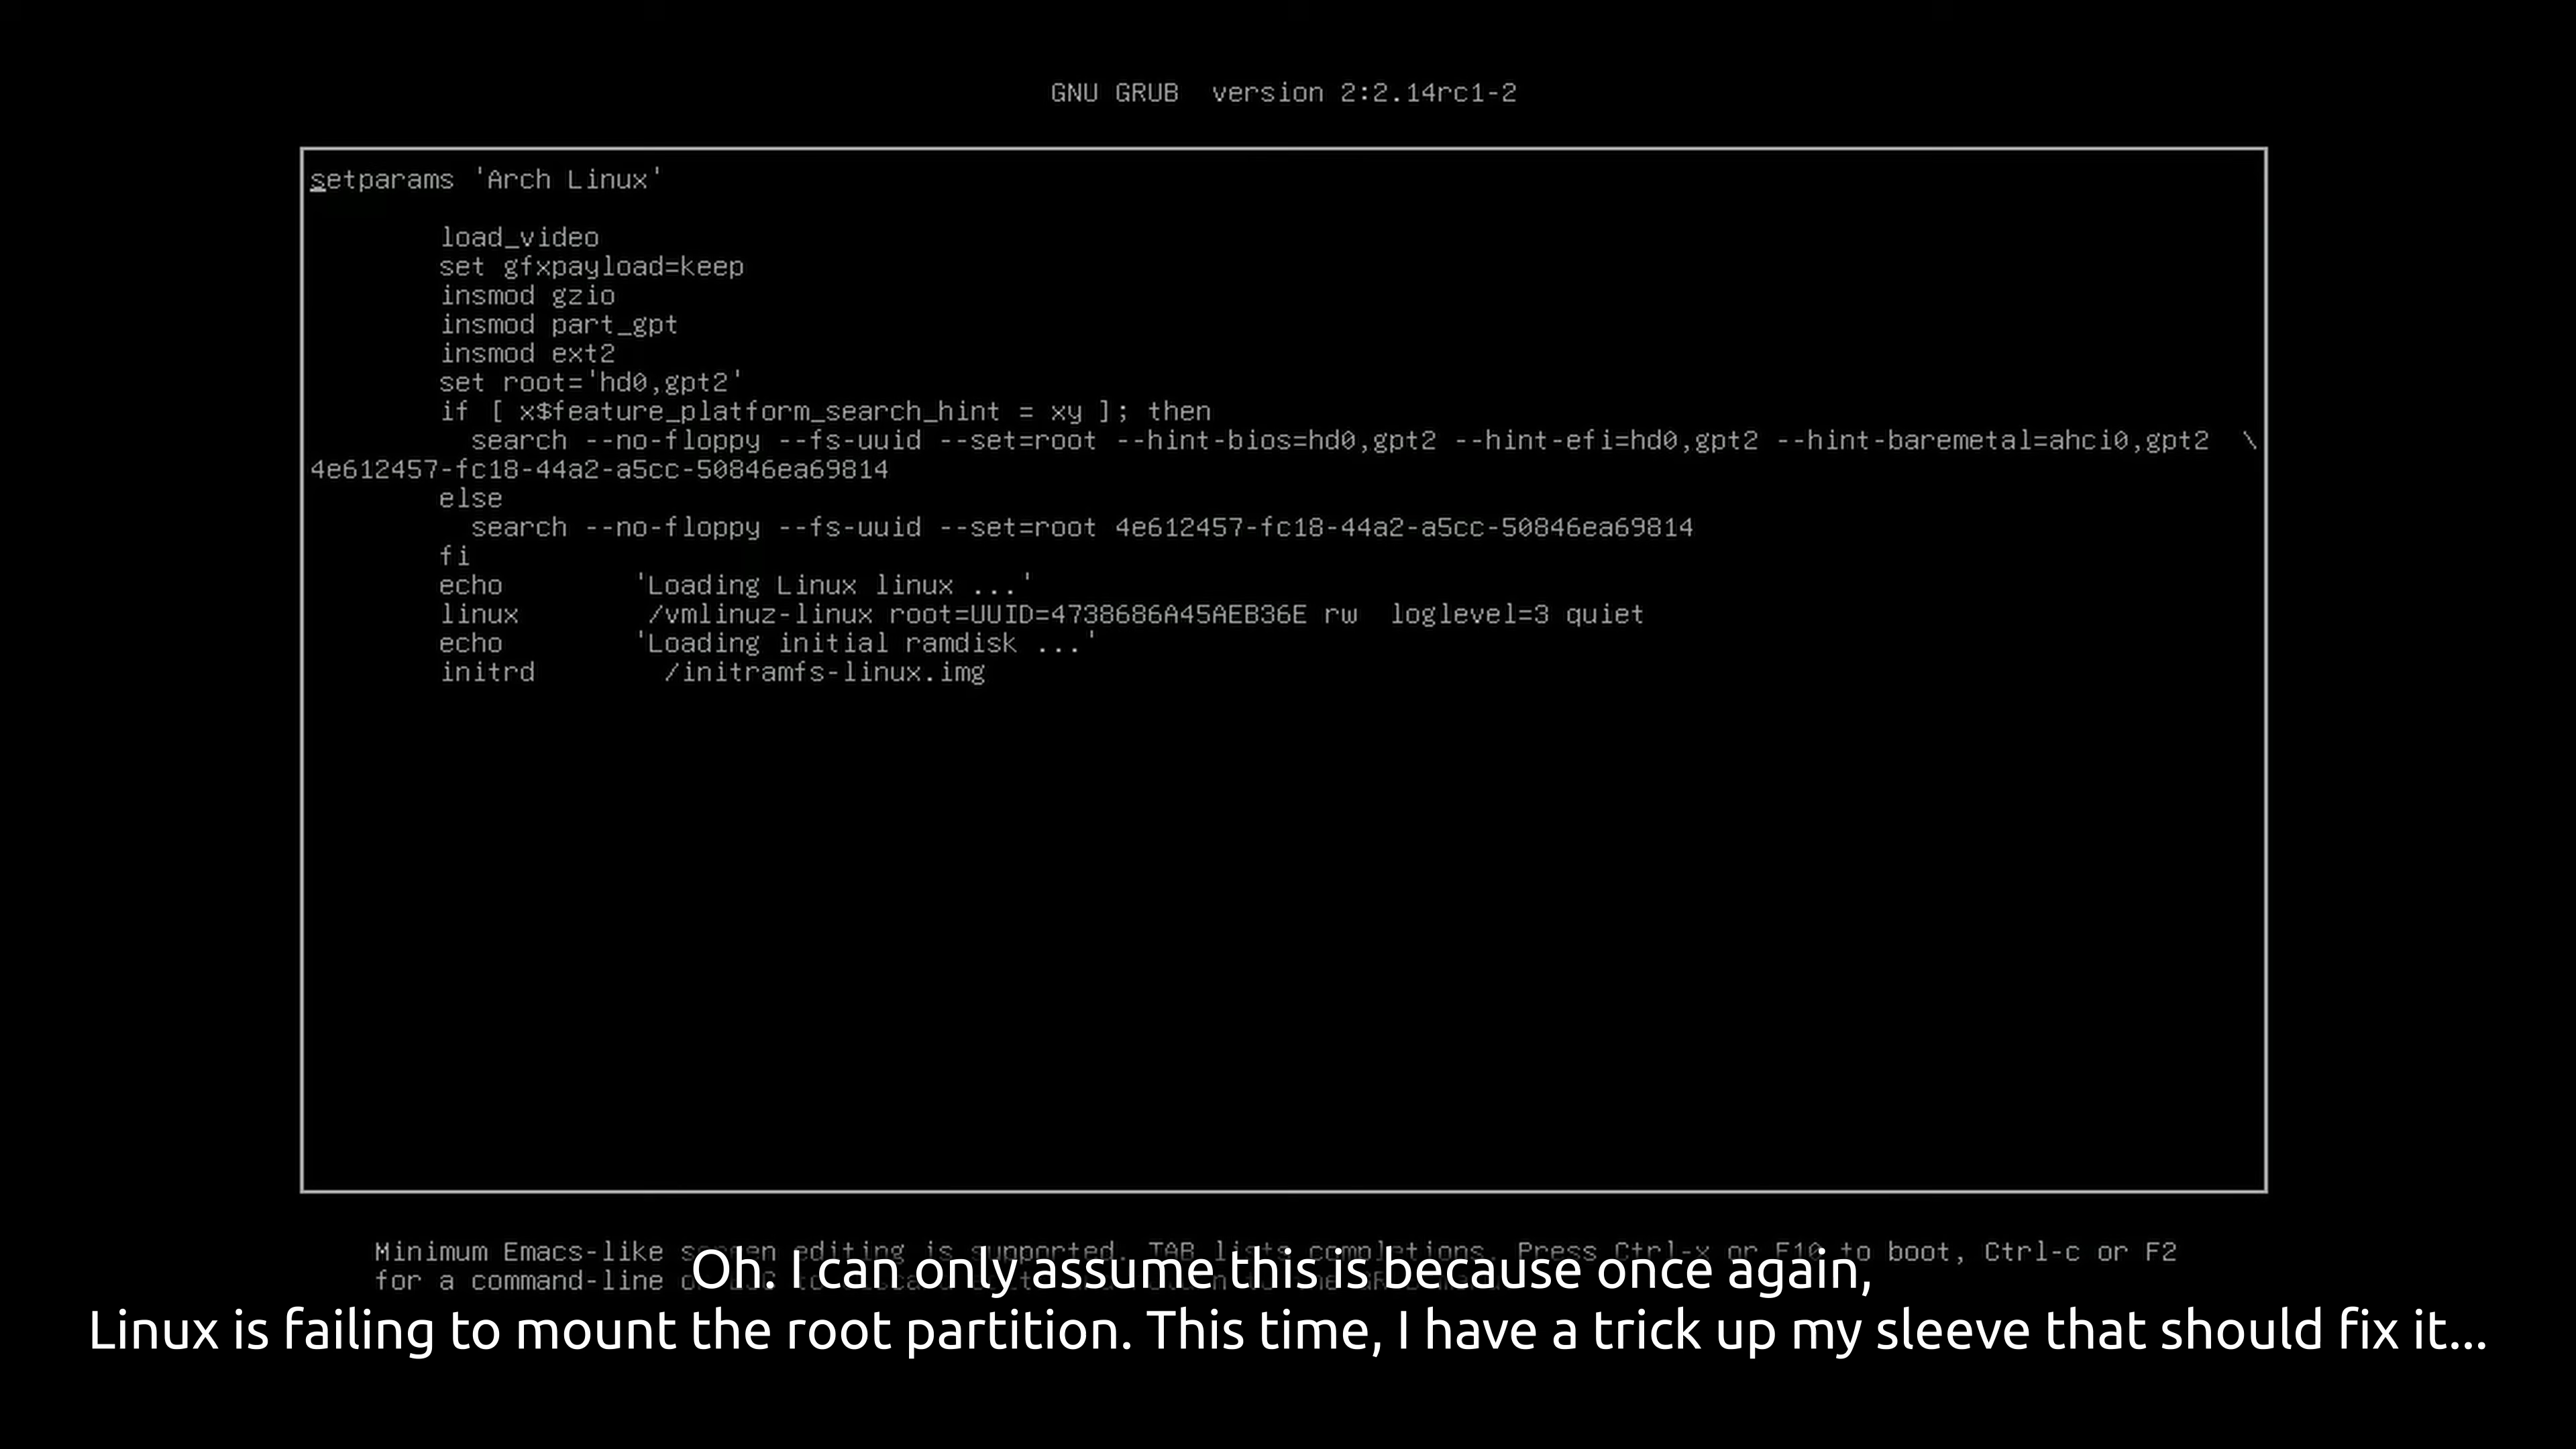 GNU GRUB  version 2:2.14rc1-2
setparams 'Arch Linux'
load_video
set gfxpayload=keep
insmod gzio
insmod part_gpt
insmod ext2
set root='hd0,gpt2'
if [ x$feature_platform_search_hint = xy ]; then
search --no-floppy --fs-uuid --set=root --hint-bios=hd0,gpt2 --hint-efi=hd0,gpt2 --hint-baremetal=ahci0,gpt2  \
4e612457-fc18-44a2-a5cc-50846ea69814
else
search --no-floppy --fs-uuid --set=root 4e612457-fc18-44a2-a5cc-50846ea69814
fi
echo	'Loading Linux linux ...'
linux	/vmlinuz-linux root=UUID=4738686A45AEB36E rw  loglevel=3 quiet
echo	'Loading initial ramdisk ...'
initrd	/initramfs-linux.img
Minimum Emacs-like screen editing is supported. TAB lists completions. Press Ctrl-x or F10 to boot, Ctrl-c or F2
for a command-line
Oh. I can only assume this is because once again,
Linux is failing to mount the root partition. This time, I have a trick up my sleeve that should fix it...